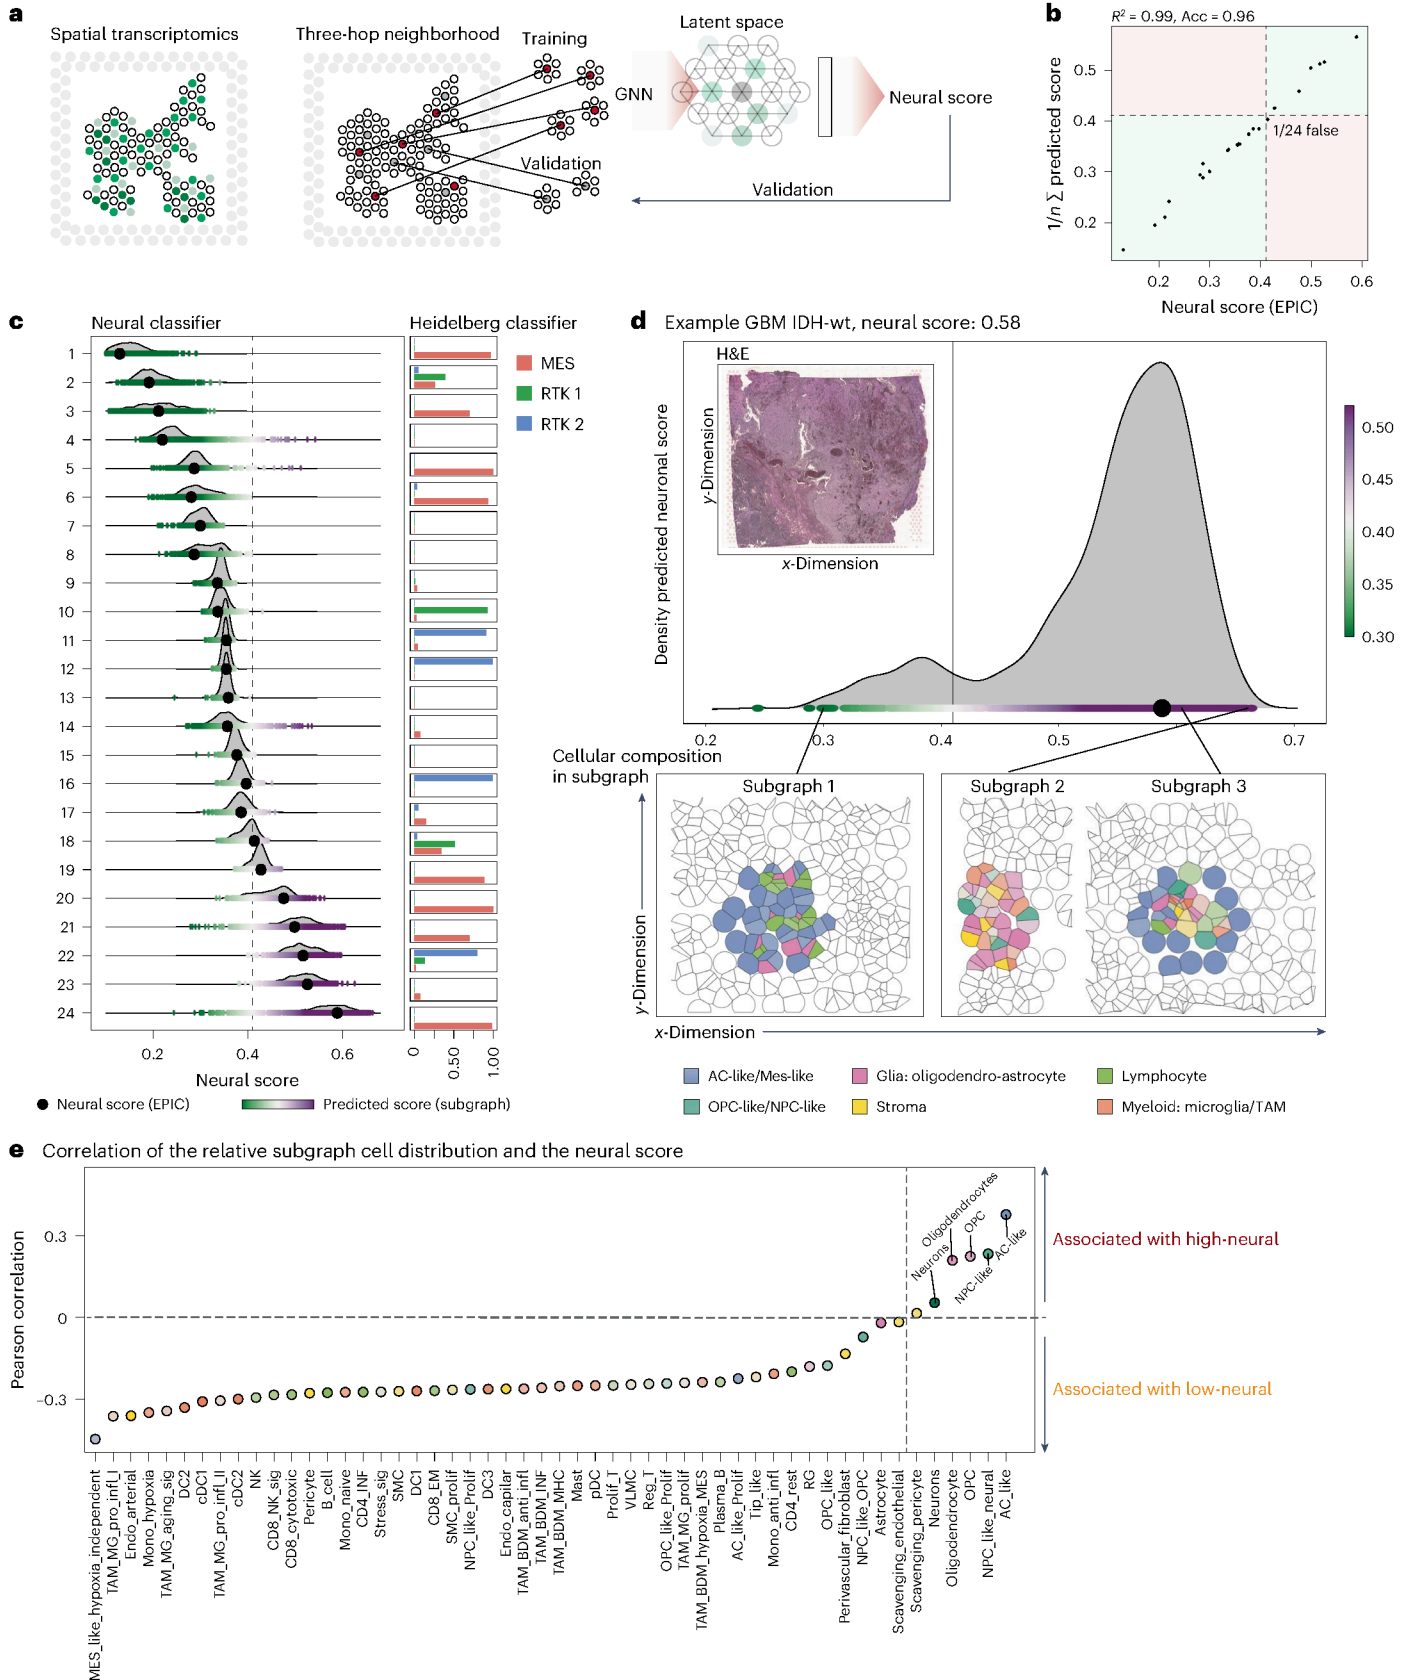 a
Spatial transcriptomics
Three-hop neighborhood
Training
Validation
GNN
Latent space
Neural score
Validation
b
R² = 0.99, Acc = 0.96
1/n ∑ predicted score
0.5
0.4
0.3
0.2
1/24 false
0.2 0.3 0.4 0.5 0.6
Neural score (EPIC)
c
Neural classifier
Heidelberg classifier
MES
RTK 1
RTK 2
1
2
3
4
5
6
7
8
9
10
11
12
13
14
15
16
17
18
19
20
21
22
23
24
0.2 0.4 0.6
Neural score
0 0.50 1.00
Neural score (EPIC)
Predicted score (subgraph)
d Example GBM IDH-wt, neural score: 0.58
Density predicted neuronal score
H&E
y-Dimension
x-Dimension
0.50
0.45
0.40
0.35
0.30
0.2 0.3 0.4 0.5 0.7
Cellular composition
in subgraph
Subgraph 1
Subgraph 2
Subgraph 3
y-Dimension
x-Dimension
AC-like/Mes-like
Glia: oligodendro-astrocyte
Lymphocyte
OPC-like/NPC-like
Stroma
Myeloid: microglia/TAM
e Correlation of the relative subgraph cell distribution and the neural score
Pearson correlation
0.3
0
−0.3
Neurons
Oligodendrocytes
OPC
NPC-like
AC-like
Associated with high-neural
Associated with low-neural
MES_like_hypoxia_independent
TAM_MG_pro_infl_I
Endo_arterial
Mono_hypoxia
TAM_MG_aging_sig
DC2
cDC1
TAM_MG_pro_infl_II
cDC2
NK
CD8_NK_sig
CD8_cytotoxic
Pericyte
B_cell
Mono_naive
CD4_INF
Stress_sig
SMC
DC1
CD8_EM
SMC_prolif
NPC_like_Prolif
DC3
Endo_capilar
TAM_BDM_anti_infl
TAM_BDM_INF
TAM_BDM_MHC
Mast
pDC
Prolif_T
VLMC
Reg_T
OPC_like_Prolif
TAM_MG_prolif
TAM_BDM_hypoxia_MES
Plasma_B
AC_like_Prolif
Tip_like
Mono_anti_infl
CD4_rest
RG
OPC_like
Perivascular_fibroblast
NPC_like_OPC
Astrocyte
Scavenging_endothelial
Scavenging_pericyte
Neurons
Oligodendrocyte
OPC
NPC_like_neural
AC_like